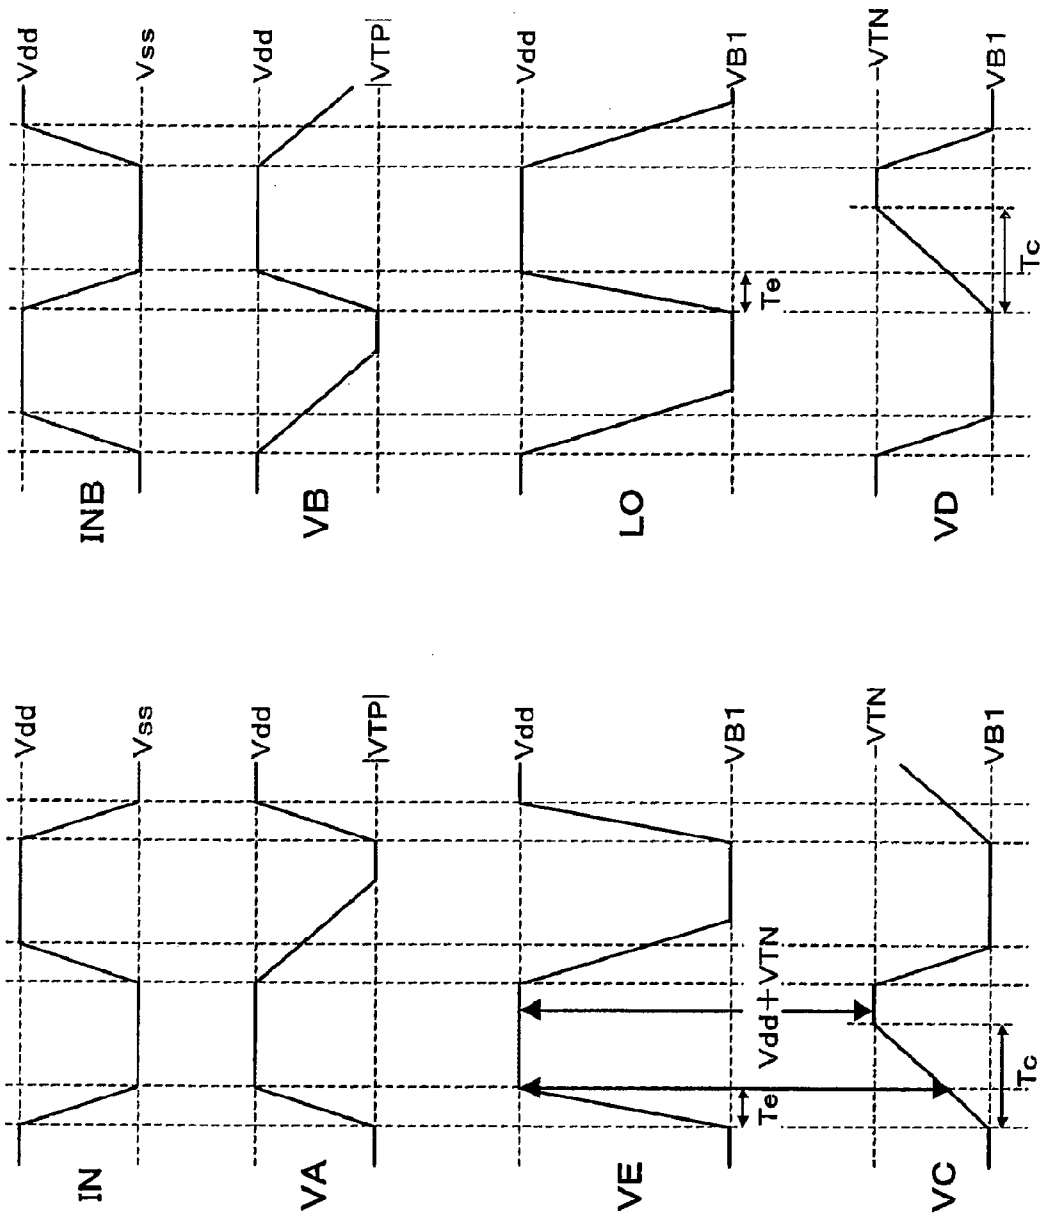 Vdd
IN
Vss
Vdd
VA
|VTP|
Vdd
VE
VB1
Te
Vdd+VTN
VTN
VC
VB1
Tc
Vdd
INB
Vss
Vdd
VB
|VTP|
Vdd
LO
VB1
Te
VTN
VD
VB1
Tc